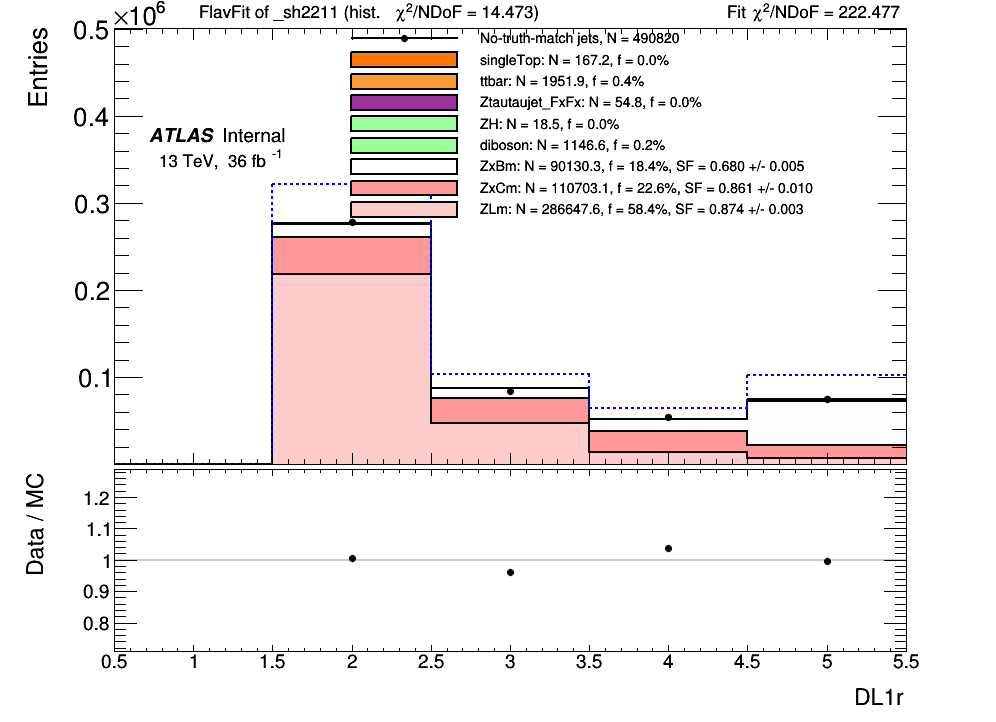 FlavFit of _sh2211 (hist. χ²/NDoF = 14.473) Fit χ²/NDoF = 222.477
×10⁶
Entries
0.5
0.4
0.3
0.2
0.1
ATLAS Internal
13 TeV, 36 fb⁻¹
No-truth-match jets, N = 490820
singleTop: N = 167.2, f = 0.0%
ttbar: N = 1951.9, f = 0.4%
Ztautaujet_FxFx: N = 54.8, f = 0.0%
ZH: N = 18.5, f = 0.0%
diboson: N = 1146.6, f = 0.2%
ZxBm: N = 90130.3, f = 18.4%, SF = 0.680 +/- 0.005
ZxCm: N = 110703.1, f = 22.6%, SF = 0.861 +/- 0.010
ZLm: N = 286647.6, f = 58.4%, SF = 0.874 +/- 0.003
Data / MC
1.2
1.1
1
0.9
0.8
0.5 1 1.5 2 2.5 3 3.5 4 4.5 5 5.5
DL1r